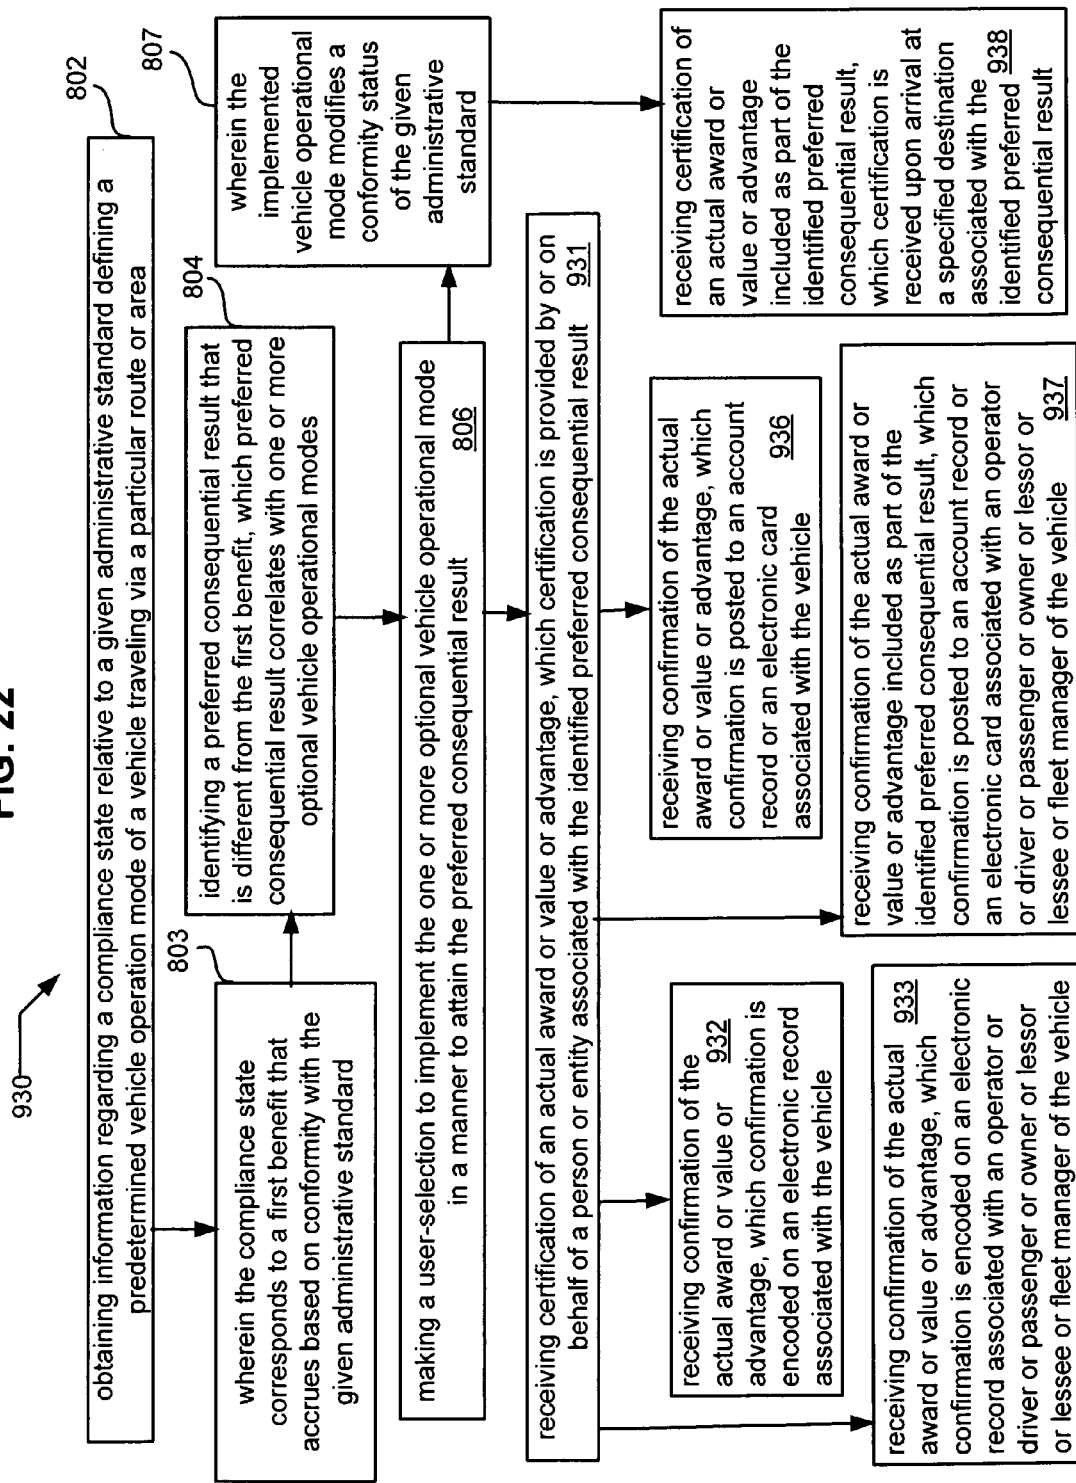 FIG. 22
930
802
obtaining information regarding a compliance state relative to a given administrative standard defining a
predetermined vehicle operation mode of a vehicle traveling via a particular route or area
803
wherein the compliance state
corresponds to a first benefit that
accrues based on conformity with the
given administrative standard
804
identifying a preferred consequential result that
is different from the first benefit, which preferred
consequential result correlates with one or more
optional vehicle operational modes
807
wherein the
implemented
vehicle operational
mode modifies a
conformity status
of the given
administrative
standard
making a user-selection to implement the one or more optional vehicle operational mode
in a manner to attain the preferred consequential result 806
receiving certification of an actual award or value or advantage, which certification is provided by or on
behalf of a person or entity associated with the identified preferred consequential result 931
receiving confirmation of the
actual award or value or 932
advantage, which confirmation is
encoded on an electronic record
associated with the vehicle
receiving confirmation of the actual
award or value or advantage, which
confirmation is posted to an account
record or an electronic card 936
associated with the vehicle
receiving certification of
an actual award or
value or advantage
included as part of the
identified preferred
consequential result,
which certification is
received upon arrival at
a specified destination
associated with the
identified preferred 938
consequential result
receiving confirmation of the actual 933
award or value or advantage, which
confirmation is encoded on an electronic
record associated with an operator or
driver or passenger or owner or lessor
or lessee or fleet manager of the vehicle
receiving confirmation of the actual award or
value or advantage included as part of the
identified preferred consequential result, which
confirmation is posted to an account record or
an electronic card associated with an operator
or driver or passenger or owner or lessor or
lessee or fleet manager of the vehicle 937